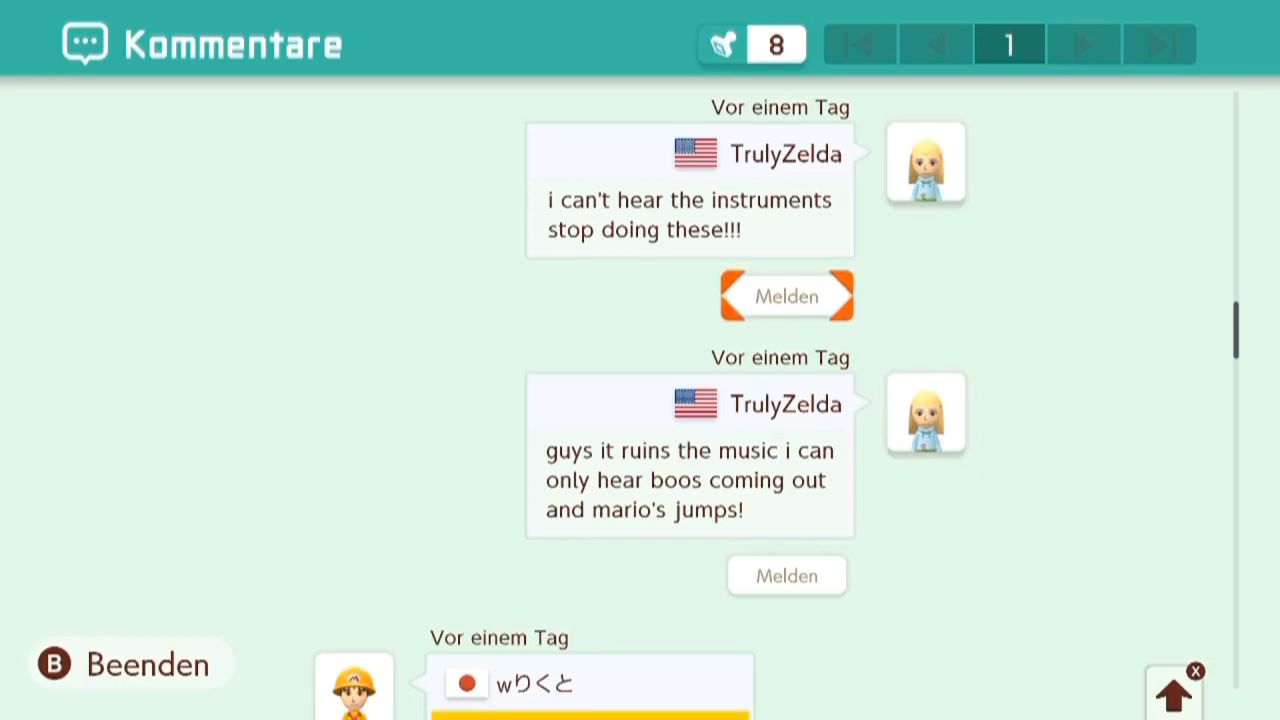 Kommentare
8
1
Vor einem Tag
TrulyZelda
i can't hear the instruments
stop doing these!!!
Melden
Vor einem Tag
TrulyZelda
guys it ruins the music i can
only hear boos coming out
and mario's jumps!
Melden
Vor einem Tag
wりくと
B Beenden
X